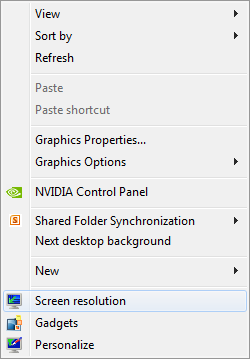 View
Sort by
Refresh
Paste
Paste shortcut
Graphics Properties...
Graphics Options
NVIDIA Control Panel
Shared Folder Synchronization
Next desktop background
New
Screen resolution
Gadgets
Personalize